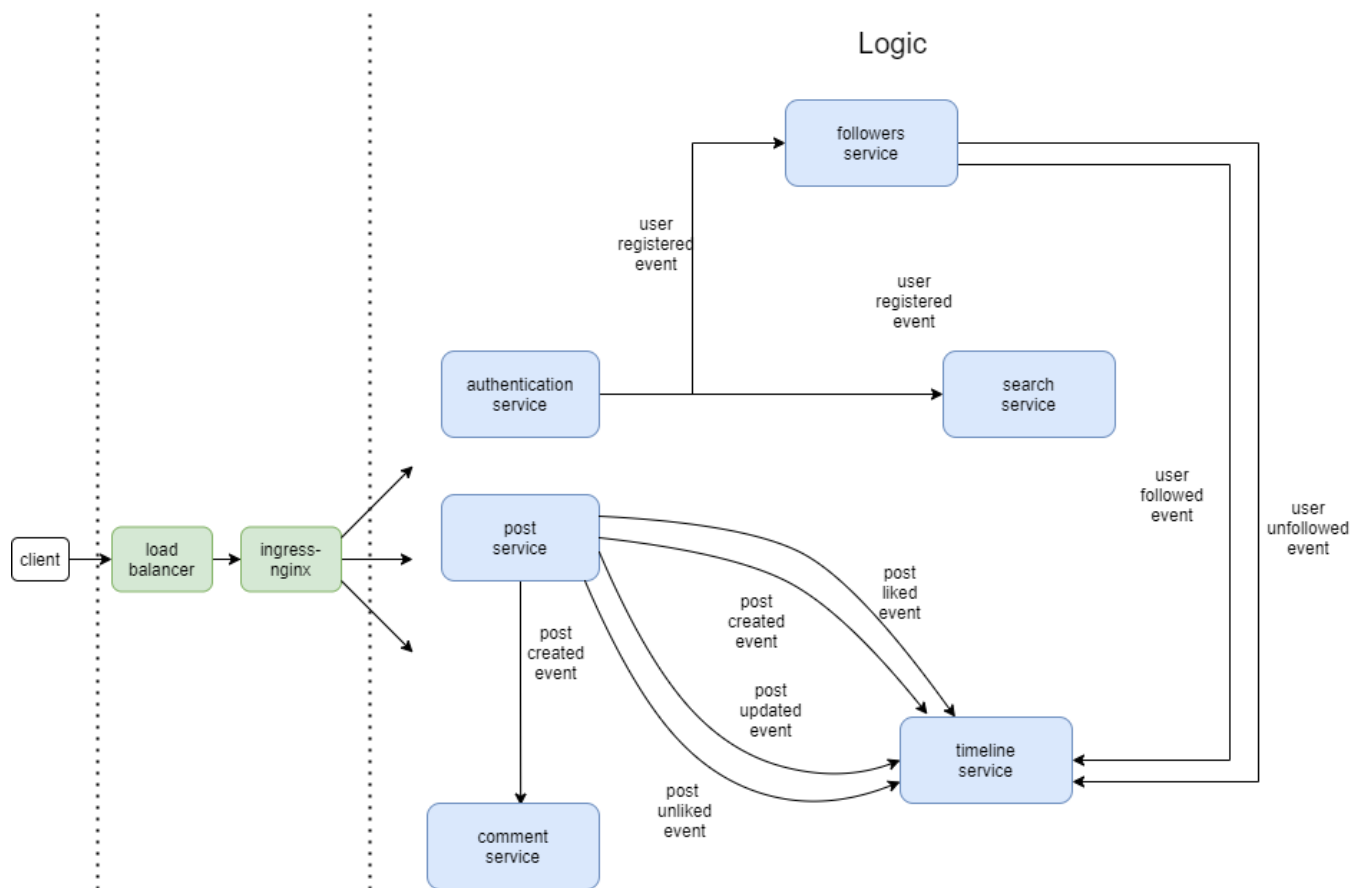 Logic
followers
service
user
registered
event
user
registered
event
authentication
service
search
service
client
load
balancer
ingress-
nginx
post
service
user
followed
event
user
unfollowed
event
post
liked
event
post
created
event
post
created
event
post
updated
event
timeline
service
post
unliked
event
comment
service